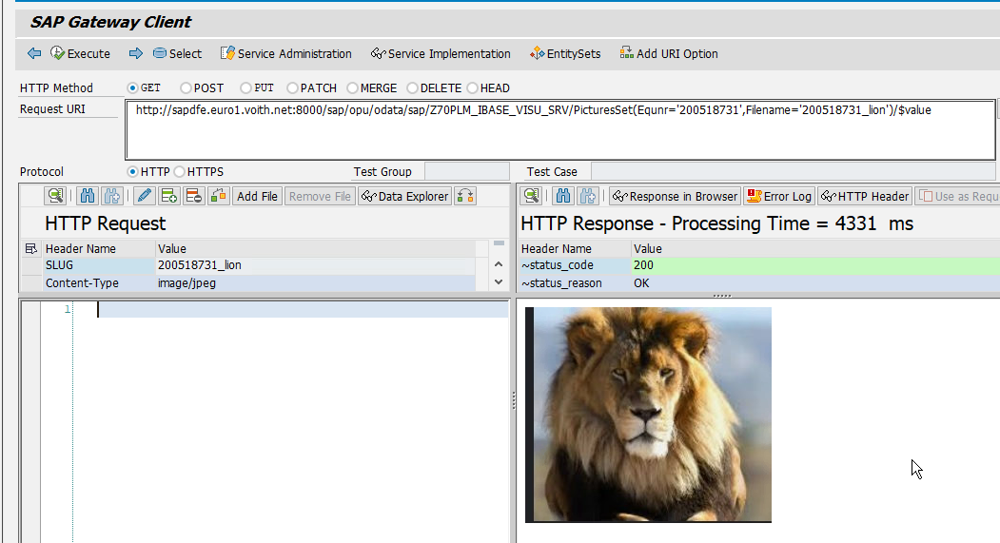 SAP Gateway Client
Execute Select Service Administration Service Implementation EntitySets Add URI Option
HTTP Method GET POST PUT PATCH MERGE DELETE HEAD
Request URI http://sapdfe.euro1.voith.net:8000/sap/opu/odata/sap/Z70PLM_IBASE_VISU_SRV/PicturesSet(Equnr='200518731',Filename='200518731_lion')/$value
Protocol HTTP HTTPS Test Group Test Case
Add File Remove File Data Explorer
HTTP Request
Header Name Value
SLUG 200518731_lion
Content-Type image/jpeg
1
Response in Browser Error Log HTTP Header Use as Requ
HTTP Response - Processing Time = 4331 ms
Header Name Value
~status_code 200
~status_reason OK